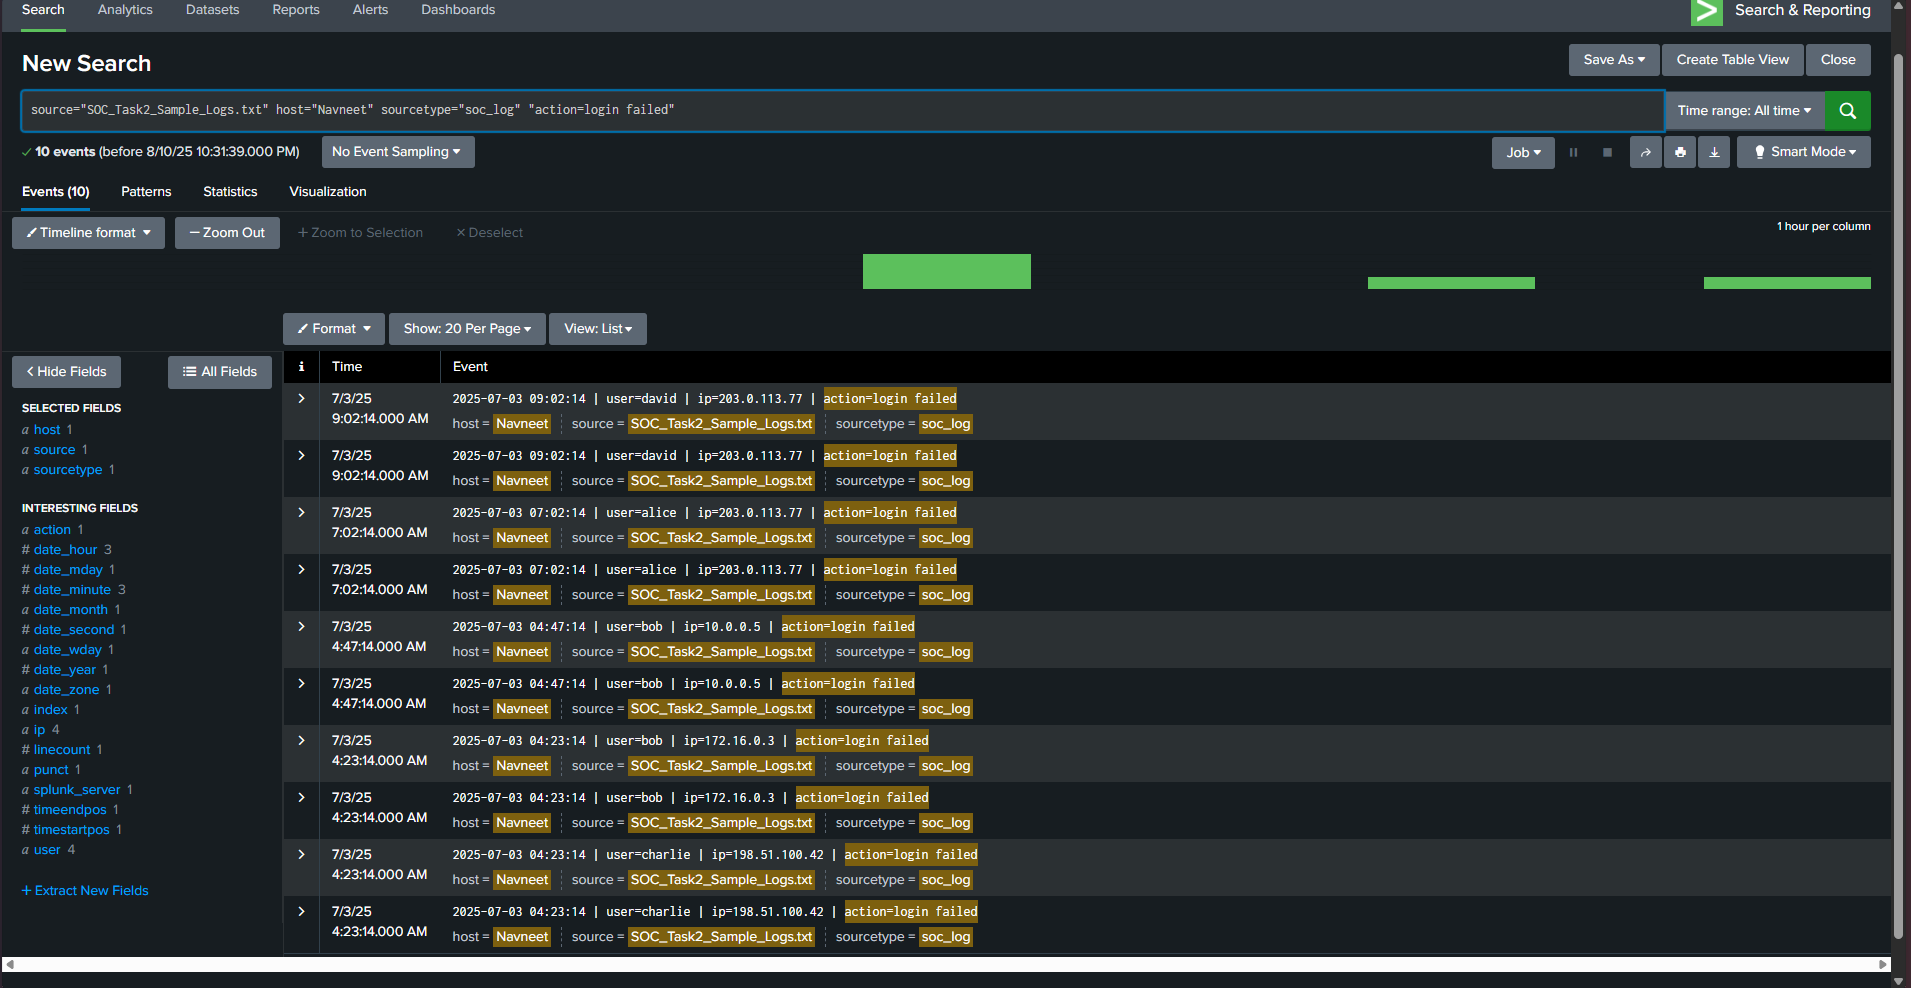 Search Analytics Datasets Reports Alerts Dashboards > Search & Reporting
New Search Save As Create Table View Close
source="SOC_Task2_Sample_Logs.txt" host="Navneet" sourcetype="soc_log" "action=login failed" Time range: All time
10 events (before 8/10/25 10:31:39.000 PM) No Event Sampling Job Smart Mode
Events (10) Patterns Statistics Visualization
Timeline format — Zoom Out + Zoom to Selection × Deselect 1 hour per column
Format Show: 20 Per Page View: List
< Hide Fields All Fields
SELECTED FIELDS
a host 1
a source 1
a sourcetype 1
INTERESTING FIELDS
a action 1
# date_hour 3
# date_mday 1
# date_minute 3
a date_month 1
# date_second 1
a date_wday 1
# date_year 1
a date_zone 1
a index 1
a ip 4
# linecount 1
a punct 1
a splunk_server 1
# timeendpos 1
# timestartpos 1
a user 4
+ Extract New Fields
i Time Event
> 7/3/25 2025-07-03 09:02:14 | user=david | ip=203.0.113.77 | action=login failed
9:02:14.000 AM host = Navneet source = SOC_Task2_Sample_Logs.txt sourcetype = soc_log
> 7/3/25 2025-07-03 09:02:14 | user=david | ip=203.0.113.77 | action=login failed
9:02:14.000 AM host = Navneet source = SOC_Task2_Sample_Logs.txt sourcetype = soc_log
> 7/3/25 2025-07-03 07:02:14 | user=alice | ip=203.0.113.77 | action=login failed
7:02:14.000 AM host = Navneet source = SOC_Task2_Sample_Logs.txt sourcetype = soc_log
> 7/3/25 2025-07-03 07:02:14 | user=alice | ip=203.0.113.77 | action=login failed
7:02:14.000 AM host = Navneet source = SOC_Task2_Sample_Logs.txt sourcetype = soc_log
> 7/3/25 2025-07-03 04:47:14 | user=bob | ip=10.0.0.5 | action=login failed
4:47:14.000 AM host = Navneet source = SOC_Task2_Sample_Logs.txt sourcetype = soc_log
> 7/3/25 2025-07-03 04:47:14 | user=bob | ip=10.0.0.5 | action=login failed
4:47:14.000 AM host = Navneet source = SOC_Task2_Sample_Logs.txt sourcetype = soc_log
> 7/3/25 2025-07-03 04:23:14 | user=bob | ip=172.16.0.3 | action=login failed
4:23:14.000 AM host = Navneet source = SOC_Task2_Sample_Logs.txt sourcetype = soc_log
> 7/3/25 2025-07-03 04:23:14 | user=bob | ip=172.16.0.3 | action=login failed
4:23:14.000 AM host = Navneet source = SOC_Task2_Sample_Logs.txt sourcetype = soc_log
> 7/3/25 2025-07-03 04:23:14 | user=charlie | ip=198.51.100.42 | action=login failed
4:23:14.000 AM host = Navneet source = SOC_Task2_Sample_Logs.txt sourcetype = soc_log
> 7/3/25 2025-07-03 04:23:14 | user=charlie | ip=198.51.100.42 | action=login failed
4:23:14.000 AM host = Navneet source = SOC_Task2_Sample_Logs.txt sourcetype = soc_log